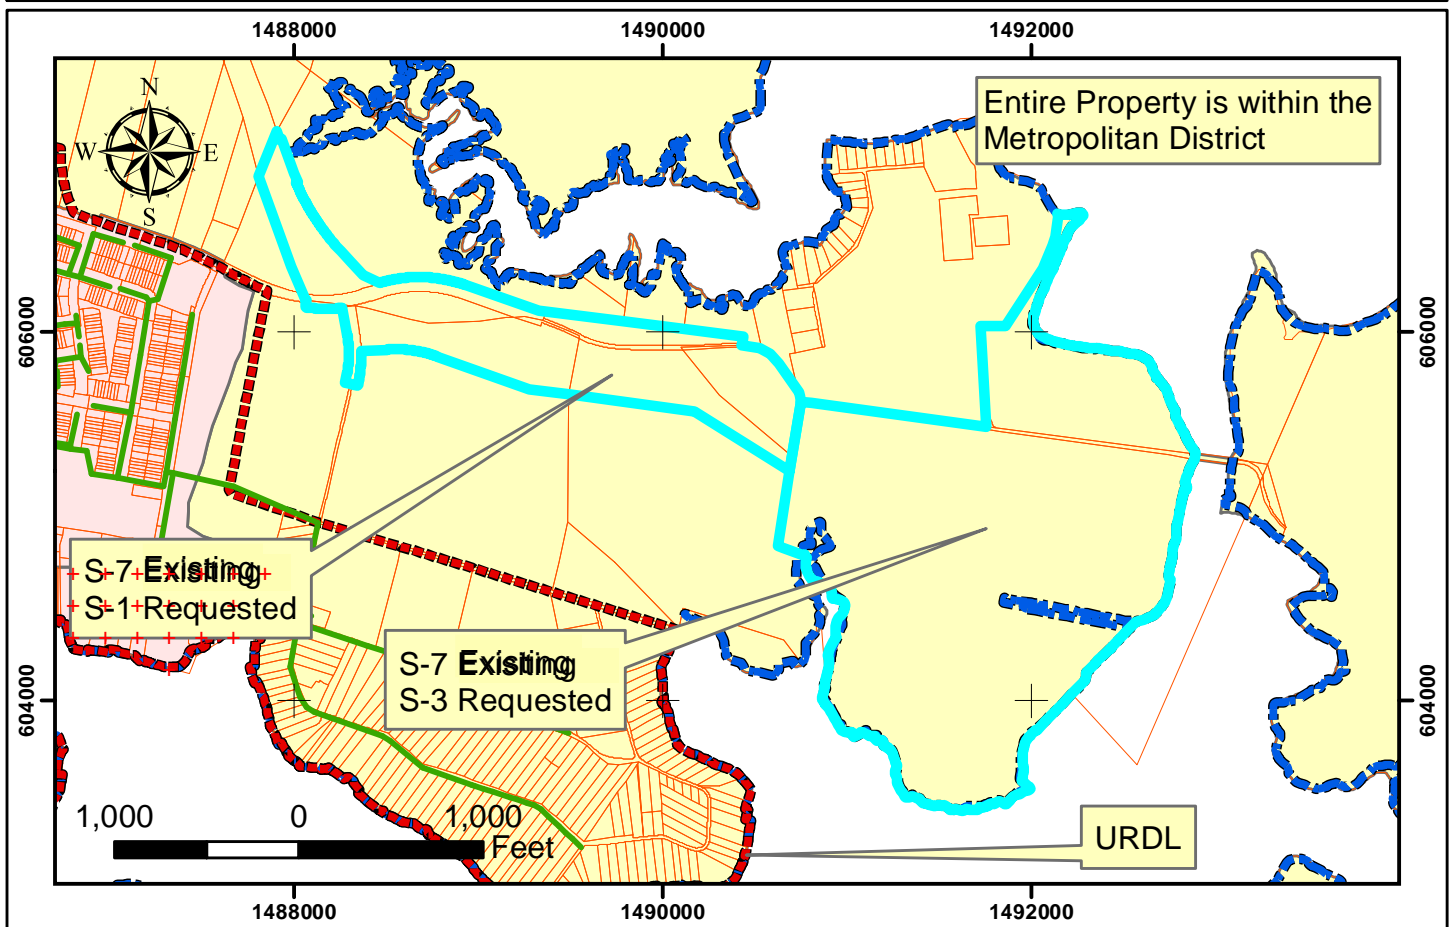 1488000 1490000 1492000
N
W E
S
Entire Property is within the
Metropolitan District
606000 606000
S-7 Existing
S-1 Requested
S-7 Existing
S-3 Requested
604000 604000
1,000 0 1,000
Feet
URDL
1488000 1490000 1492000